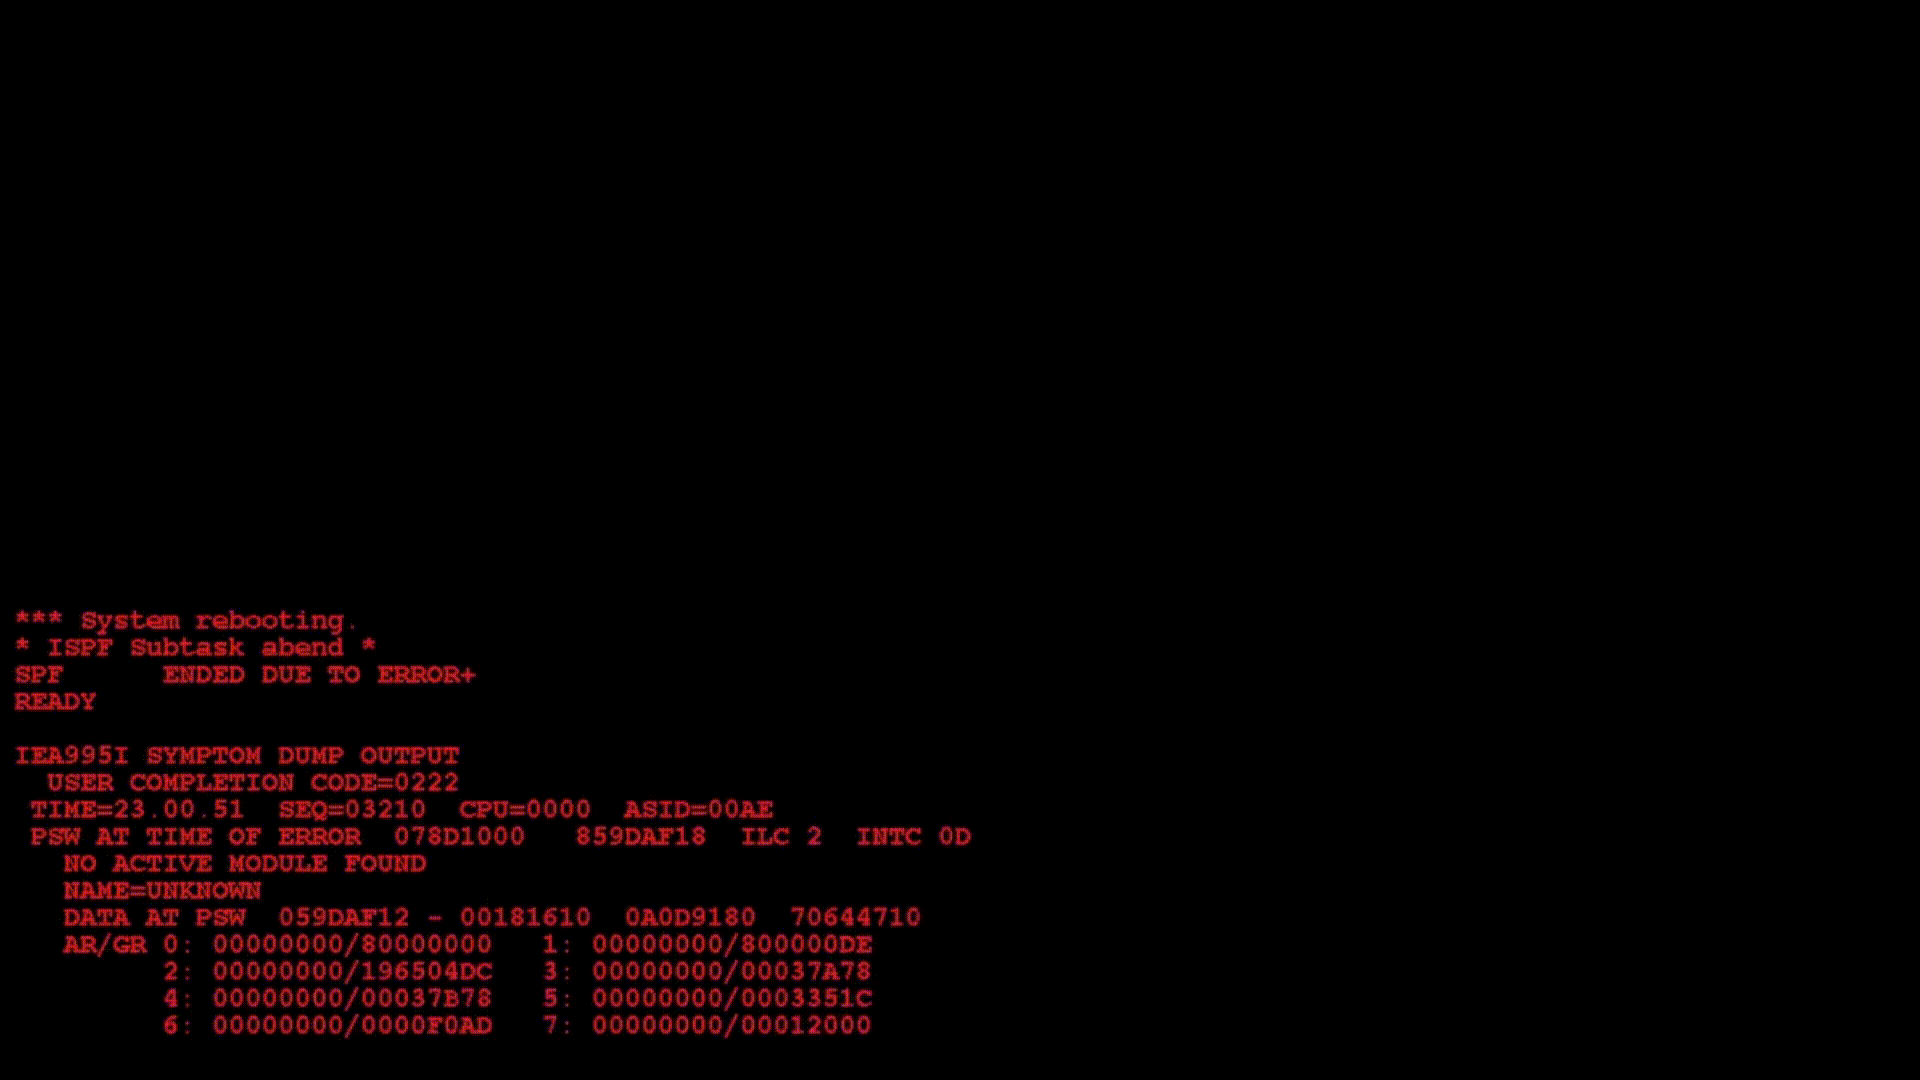 *** System rebooting.
* ISPF Subtask abend *
SPF      ENDED DUE TO ERROR+
READY

IEA995I SYMPTOM DUMP OUTPUT
  USER COMPLETION CODE=0222
 TIME=23.00.51  SEQ=03210  CPU=0000  ASID=00AE
 PSW AT TIME OF ERROR  078D1000   859DAF18  ILC 2  INTC 0D
   NO ACTIVE MODULE FOUND
   NAME=UNKNOWN
   DATA AT PSW  059DAF12 - 00181610  0A0D9180  70644710
   AR/GR 0: 00000000/80000000   1: 00000000/800000DE
         2: 00000000/196504DC   3: 00000000/00037A78
         4: 00000000/00037B78   5: 00000000/0003351C
         6: 00000000/0000F0AD   7: 00000000/00012000